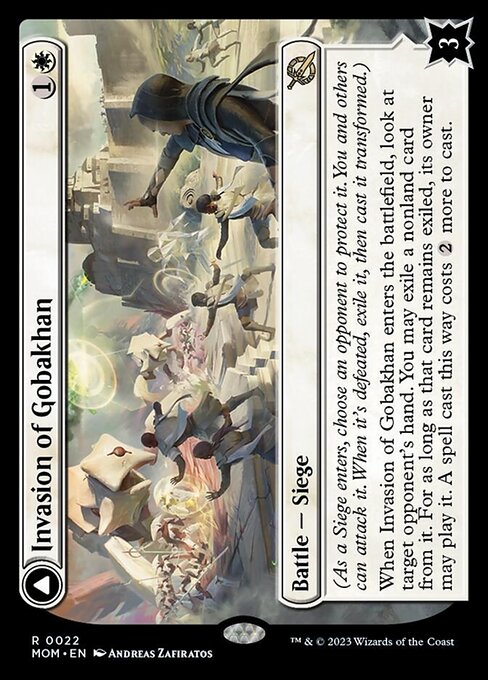 Invasion of Gobakhan
1
Battle — Siege
(As a Siege enters, choose an opponent to protect it. You and others
can attack it. When it's defeated, exile it, then cast it transformed.)
When Invasion of Gobakhan enters the battlefield, look at
target opponent's hand. You may exile a nonland card
from it. For as long as that card remains exiled, its owner
may play it. A spell cast this way costs 2 more to cast.
3
R 0022
MOM • EN ANDREAS ZAFIRATOS
™ & © 2023 Wizards of the Coast